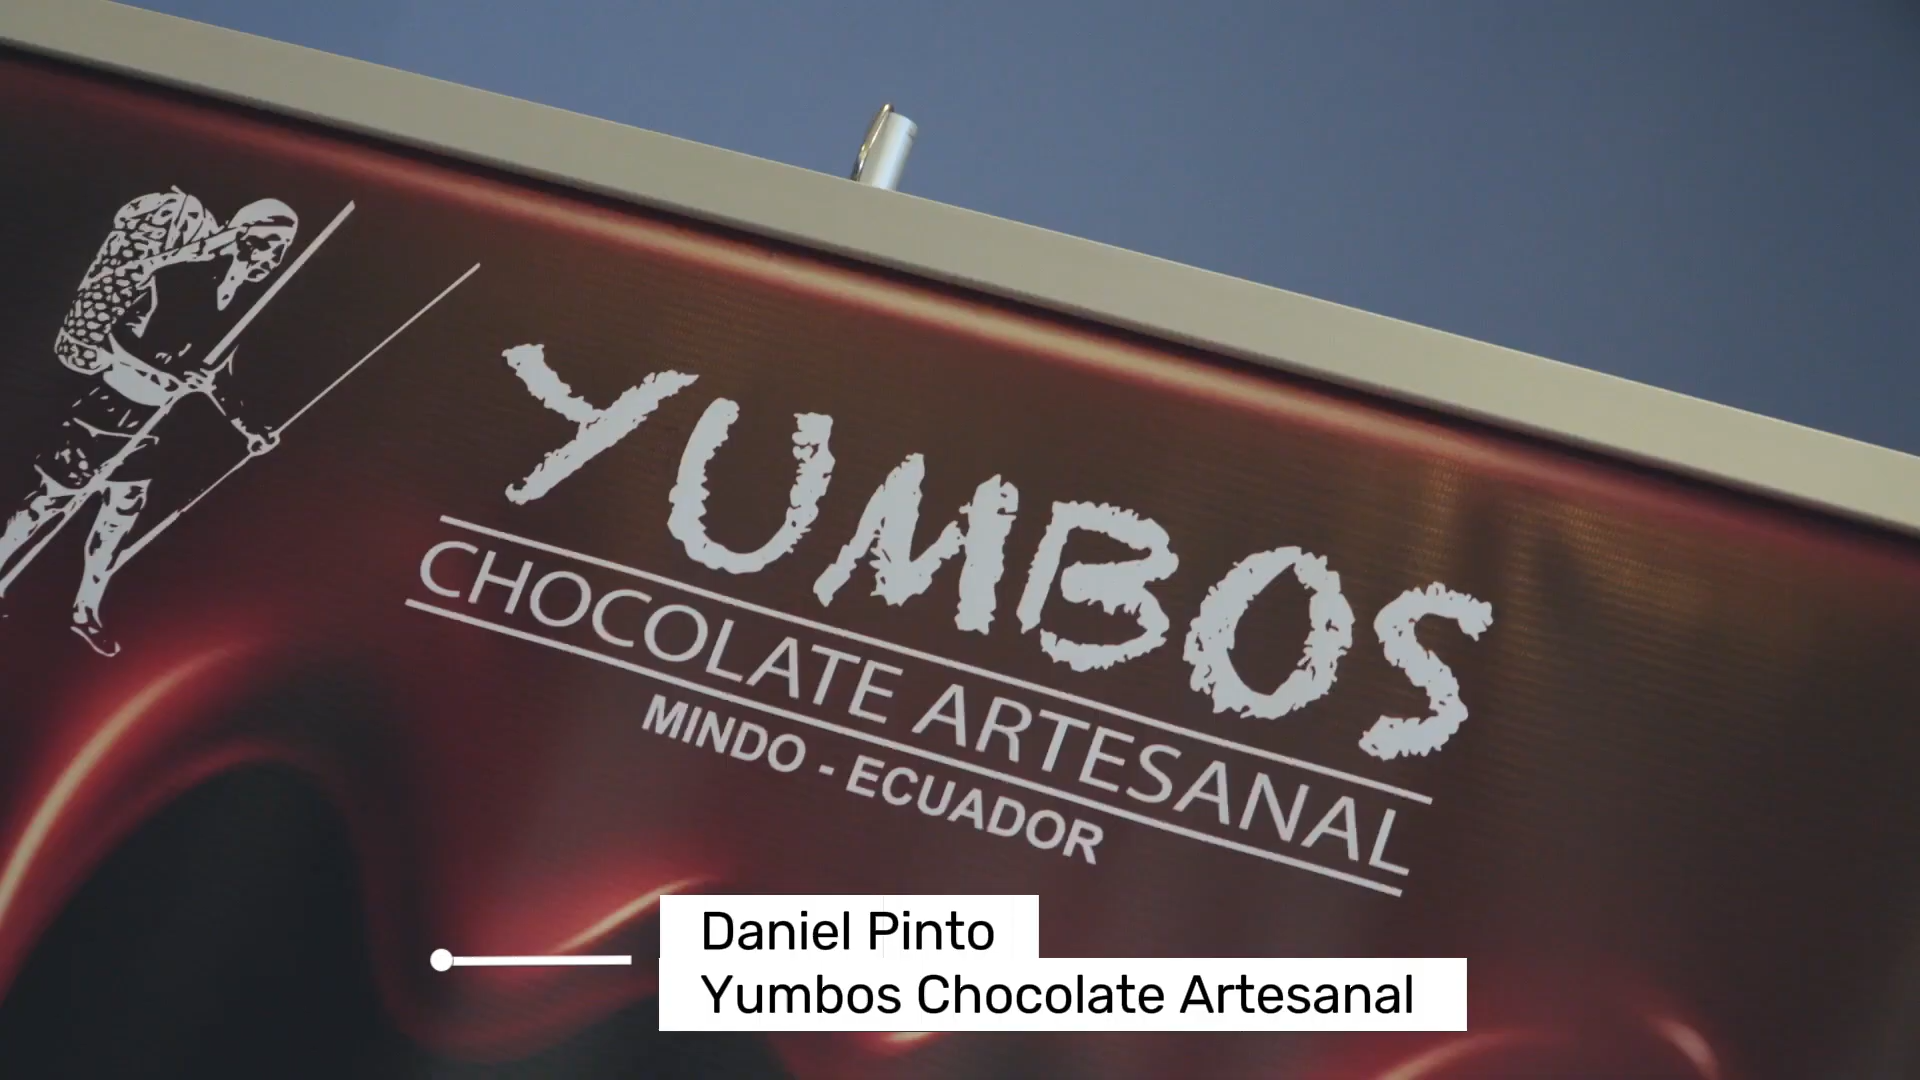 YUMBOS
CHOCOLATE ARTESANAL
MINDO - ECUADOR
Daniel Pinto
Yumbos Chocolate Artesanal